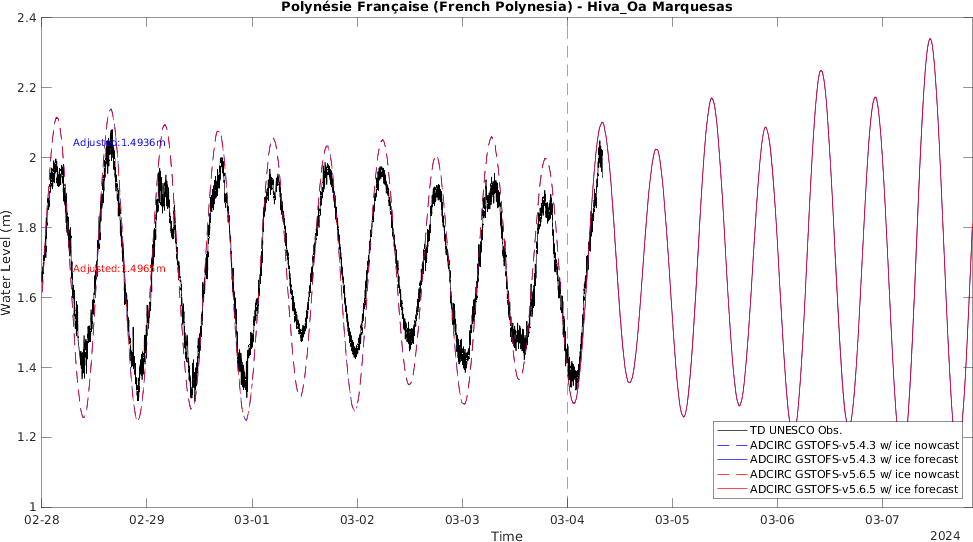 Polynésie Française (French Polynesia) - Hiva_Oa Marquesas
2.4
2.2
2
1.8
1.6
1.4
1.2
1
Water Level (m)
Adjusted:1.4936m
Adjusted:1.4965m
TD UNESCO Obs.
ADCIRC GSTOFS-v5.4.3 w/ ice nowcast
ADCIRC GSTOFS-v5.4.3 w/ ice forecast
ADCIRC GSTOFS-v5.6.5 w/ ice nowcast
ADCIRC GSTOFS-v5.6.5 w/ ice forecast
02-28 02-29 03-01 03-02 03-03 03-04 03-05 03-06 03-07
Time
2024